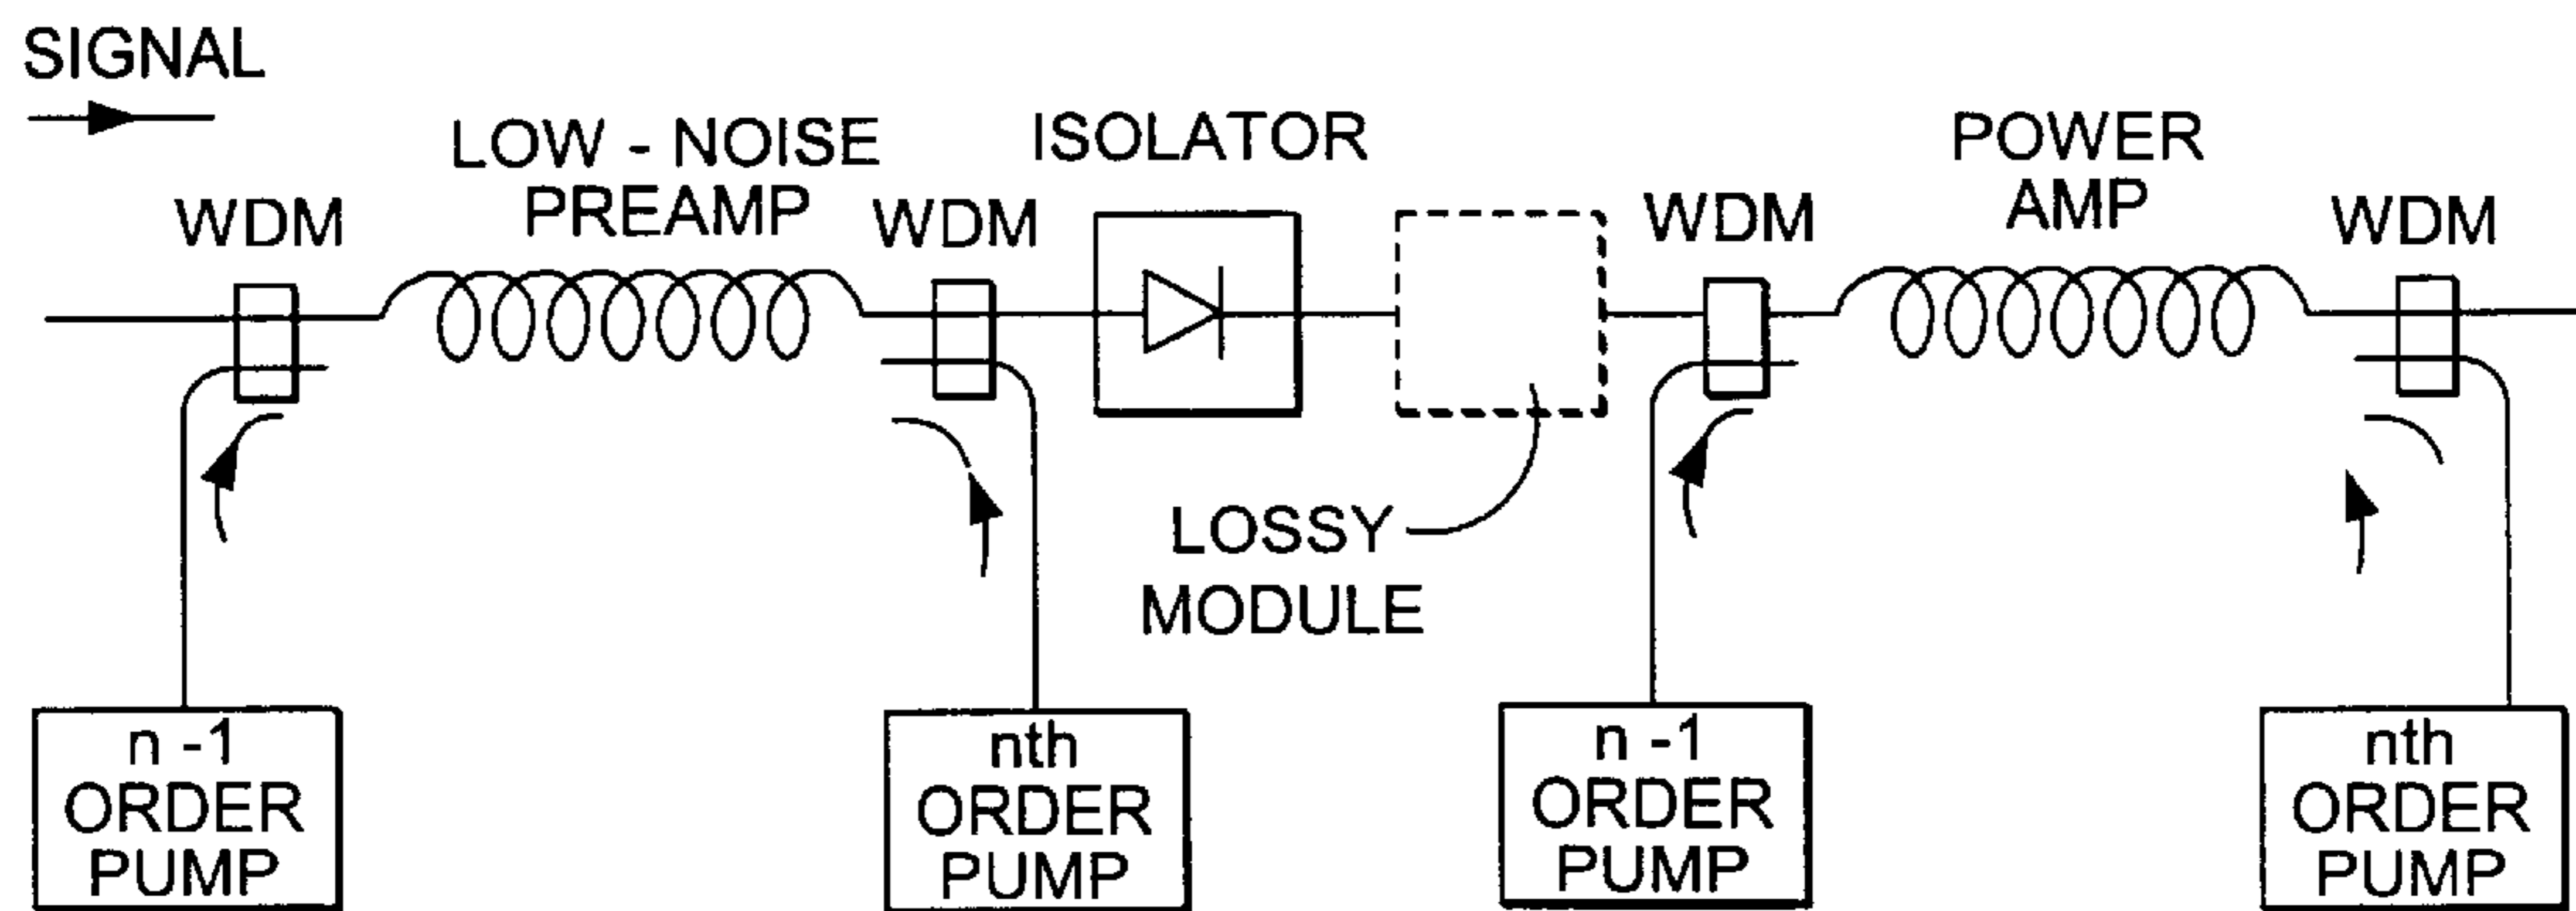 SIGNAL
LOW - NOISE
PREAMP
ISOLATOR
POWER
AMP
WDM
WDM
WDM
WDM
LOSSY
MODULE
n -1
ORDER
PUMP
nth
ORDER
PUMP
n -1
ORDER
PUMP
nth
ORDER
PUMP